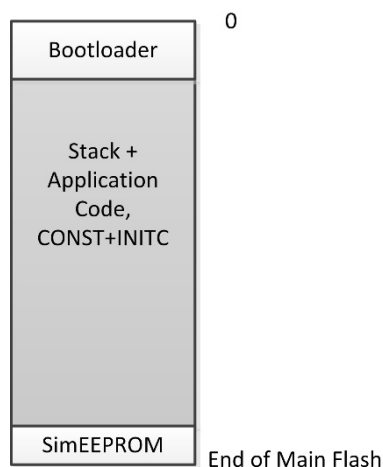 0
Bootloader
Stack +
Application
Code,
CONST+INITC
SimEEPROM
End of Main Flash